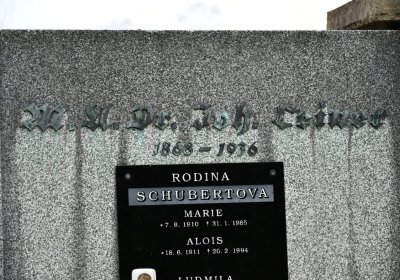 M. U. Dr. Joh. Teiner
1868 – 1936
RODINA
SCHUBERTOVA
MARIE
* 7. 9. 1910 † 31. 1. 1985
ALOIS
* 18. 6. 1911 † 20. 2. 1994
LUDMILA